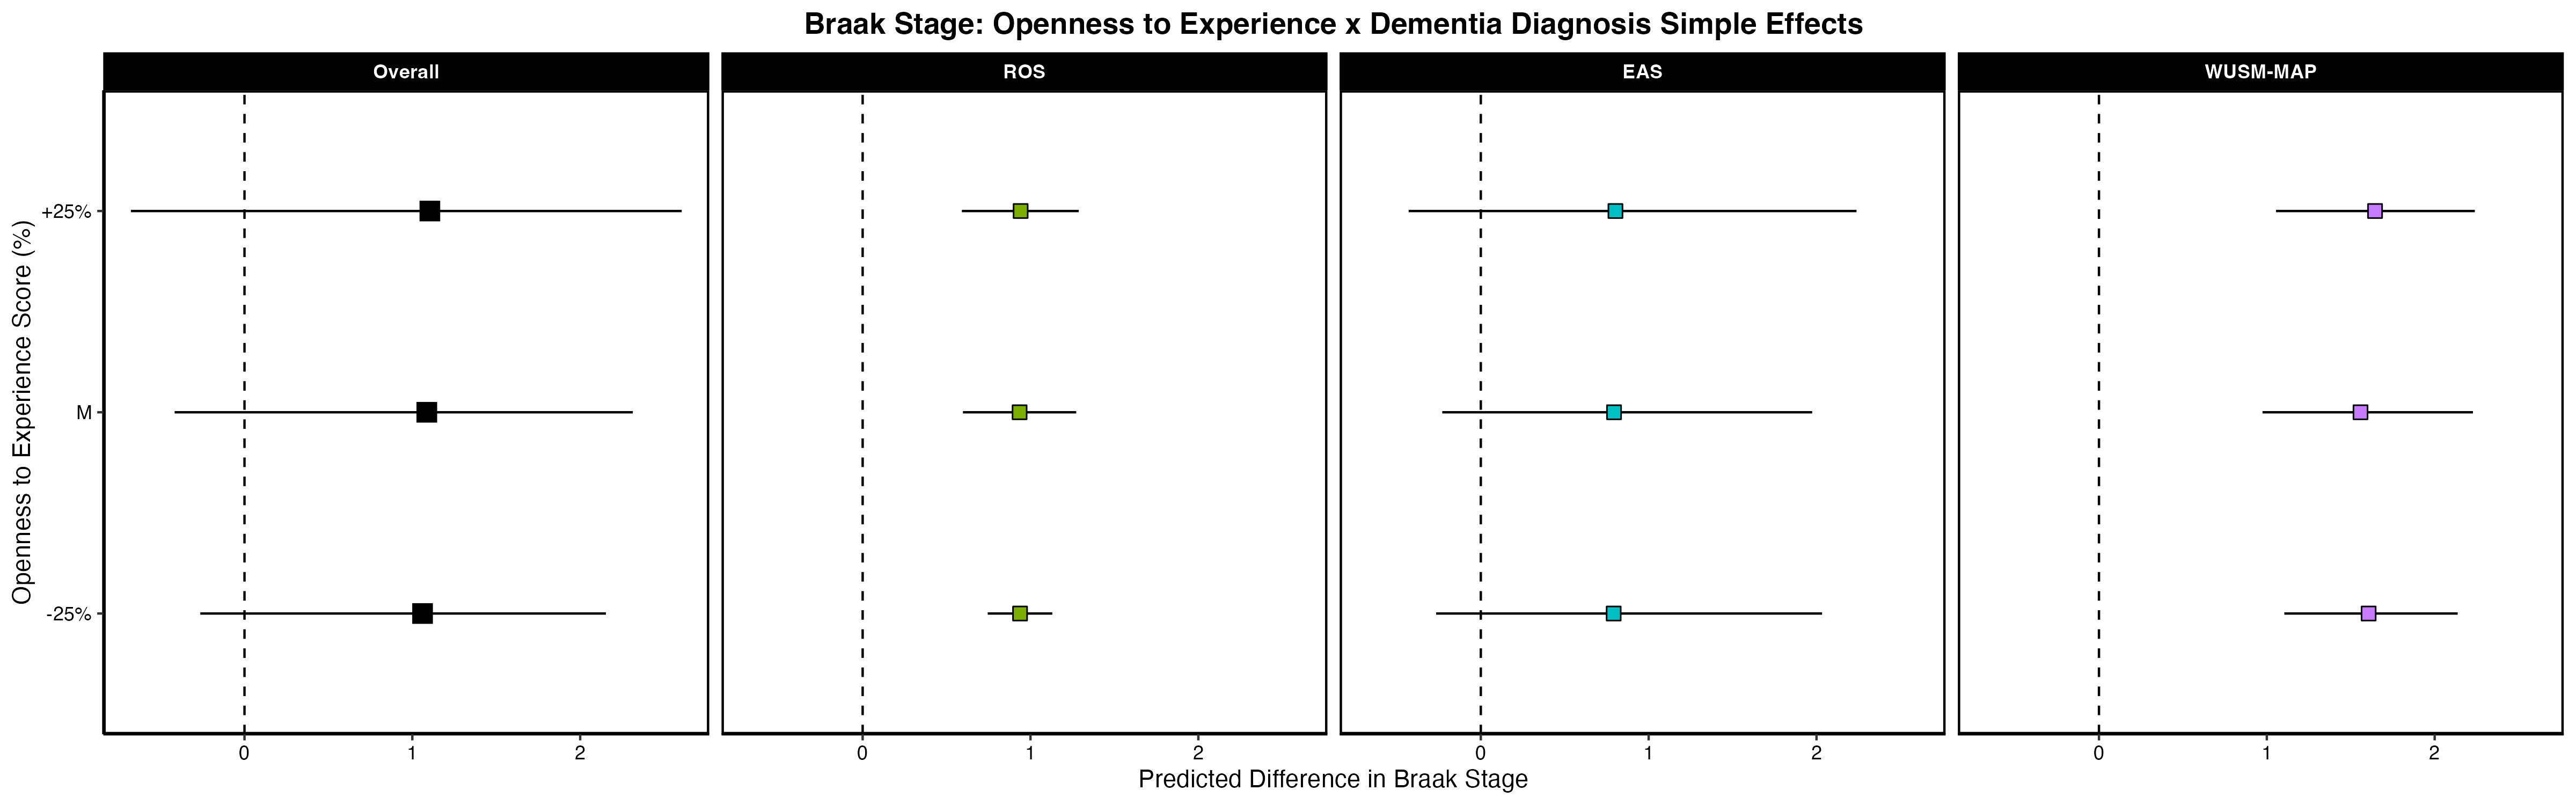 Braak Stage: Openness to Experience x Dementia Diagnosis Simple Effects
Overall
ROS
EAS
WUSM-MAP
Openness to Experience Score (%)
+25%
M
-25%
0 1 2
0 1 2
0 1 2
0 1 2
Predicted Difference in Braak Stage